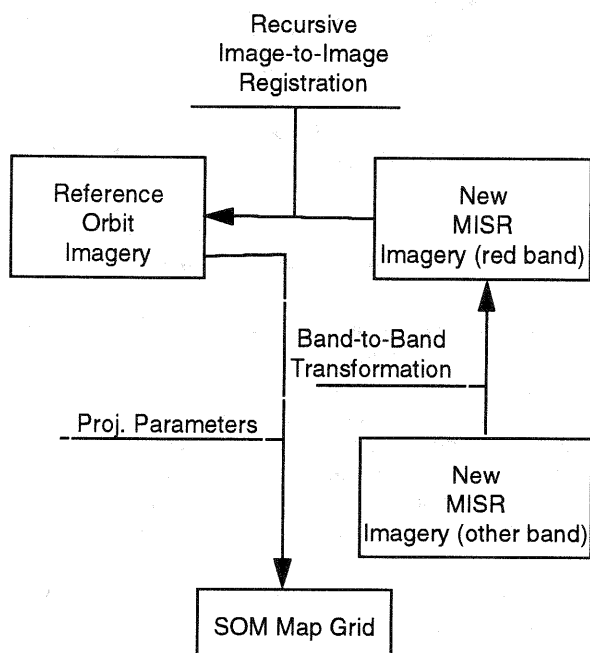 Recursive
Image-to-Image
Registration
Reference
Orbit
Imagery
New
MISR
Imagery (red band)
Band-to-Band
Transformation
Proj. Parameters
New
MISR
Imagery (other band)
SOM Map Grid